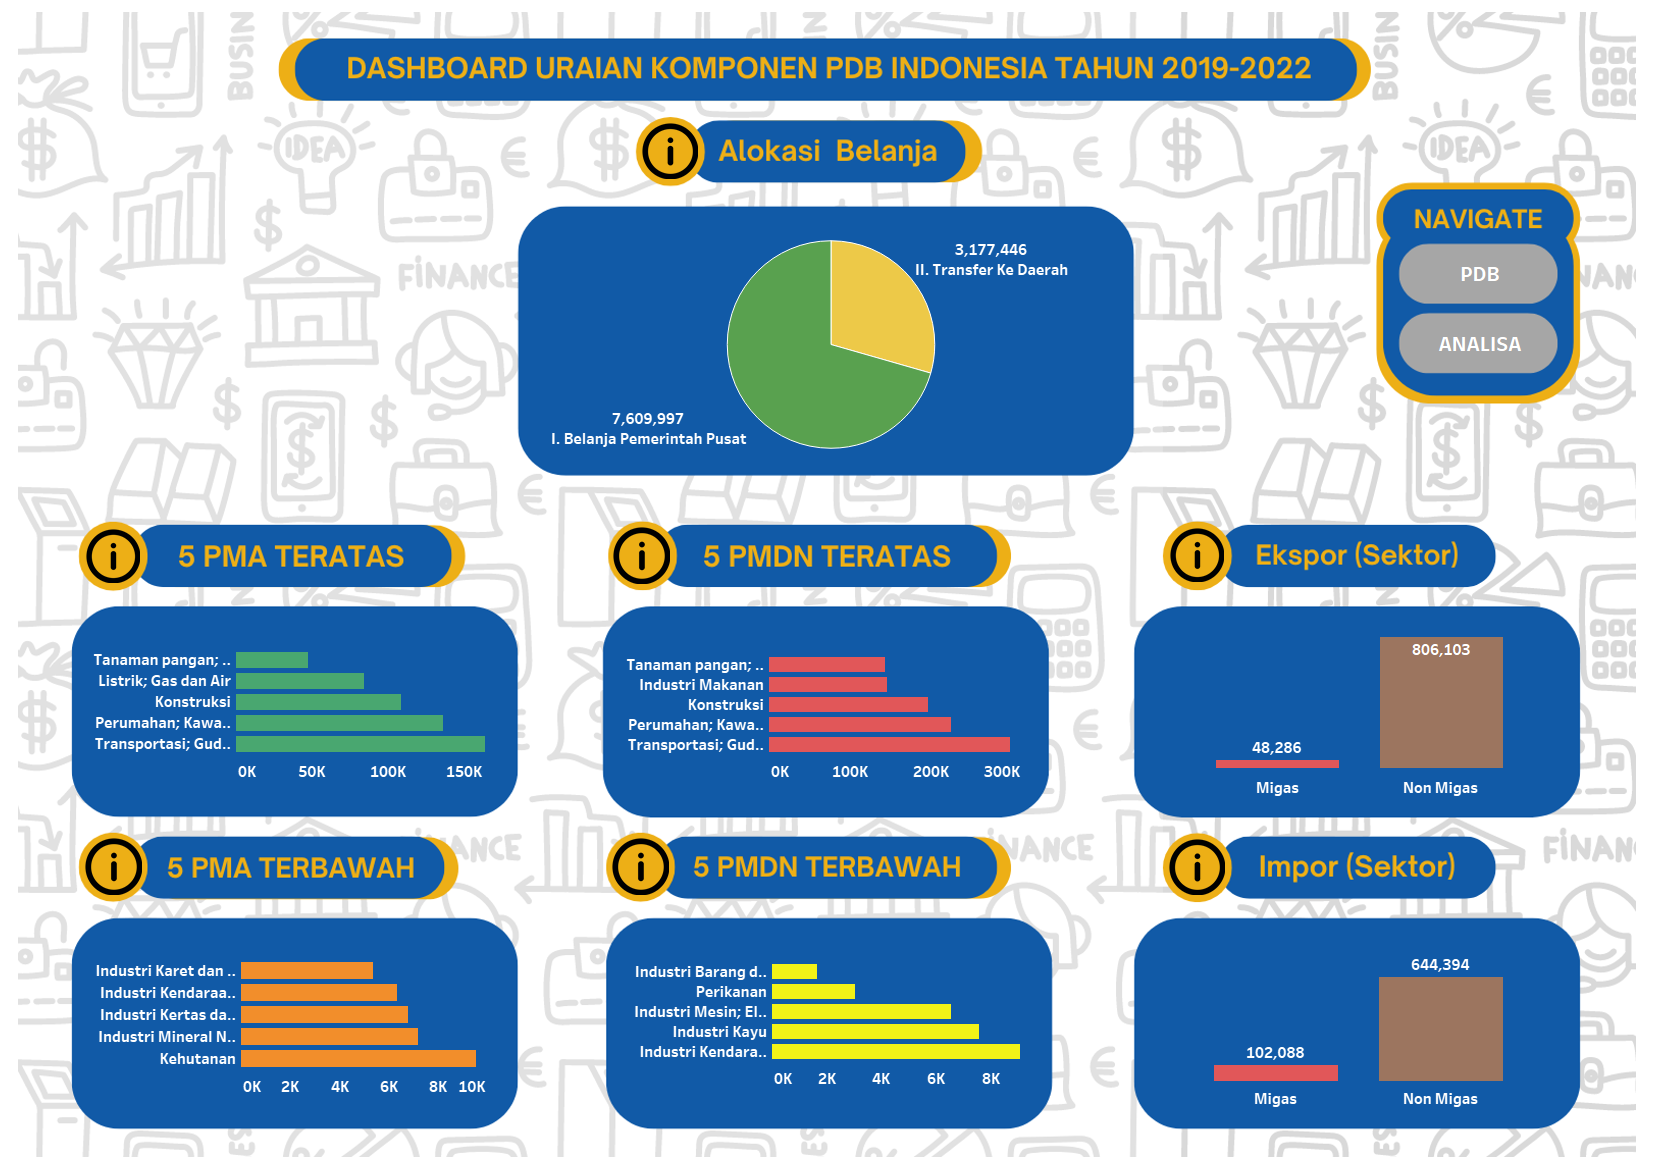 DASHBOARD URAIAN KOMPONEN PDB INDONESIA TAHUN 2019-2022
i Alokasi Belanja
NAVIGATE
PDB
ANALISA
3,177,446
II. Transfer Ke Daerah
7,609,997
I. Belanja Pemerintah Pusat
i 5 PMA TERATAS
Tanaman pangan; ..
Listrik; Gas dan Air
Konstruksi
Perumahan; Kawa..
Transportasi; Gud..
0K 50K 100K 150K
i 5 PMDN TERATAS
Tanaman pangan; ..
Industri Makanan
Konstruksi
Perumahan; Kawa..
Transportasi; Gud..
0K 100K 200K 300K
i Ekspor (Sektor)
806,103
48,286
Migas Non Migas
i 5 PMA TERBAWAH
Industri Karet dan ..
Industri Kendaraa..
Industri Kertas da..
Industri Mineral N..
Kehutanan
0K 2K 4K 6K 8K 10K
i 5 PMDN TERBAWAH
Industri Barang d..
Perikanan
Industri Mesin; El..
Industri Kayu
Industri Kendara..
0K 2K 4K 6K 8K
i Impor (Sektor)
644,394
102,088
Migas Non Migas
BUSIN
BUSIN
IDEA
IDEA
FINANCE